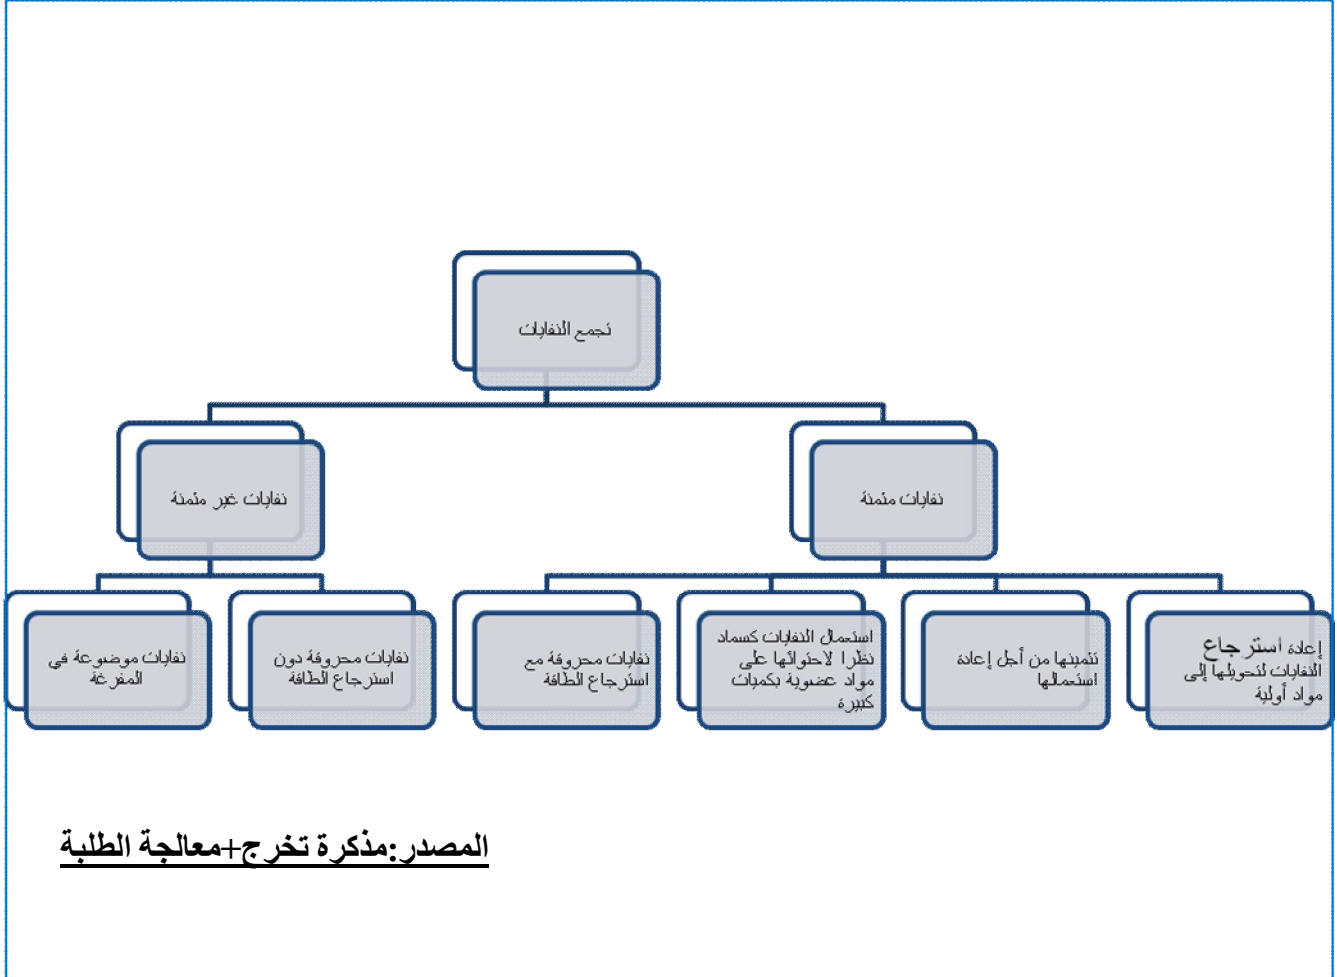 تجمع النفايات
نفايات مثمنة
نفايات غير مثمنة
إعادة استرجاع
النفايات لتحويلها إلى
مواد أولية
تثمينها من أجل إعادة
استعمالها
استعمال النفايات كسماد
نظرا لاحتوائها على
مواد عضوية بكميات
كبيرة
نفايات محروقة مع
استرجاع الطاقة
نفايات محروقة دون
استرجاع الطاقة
نفايات موضوعة في
المفرغة
المصدر:مذكرة تخرج+معالجة الطلبة